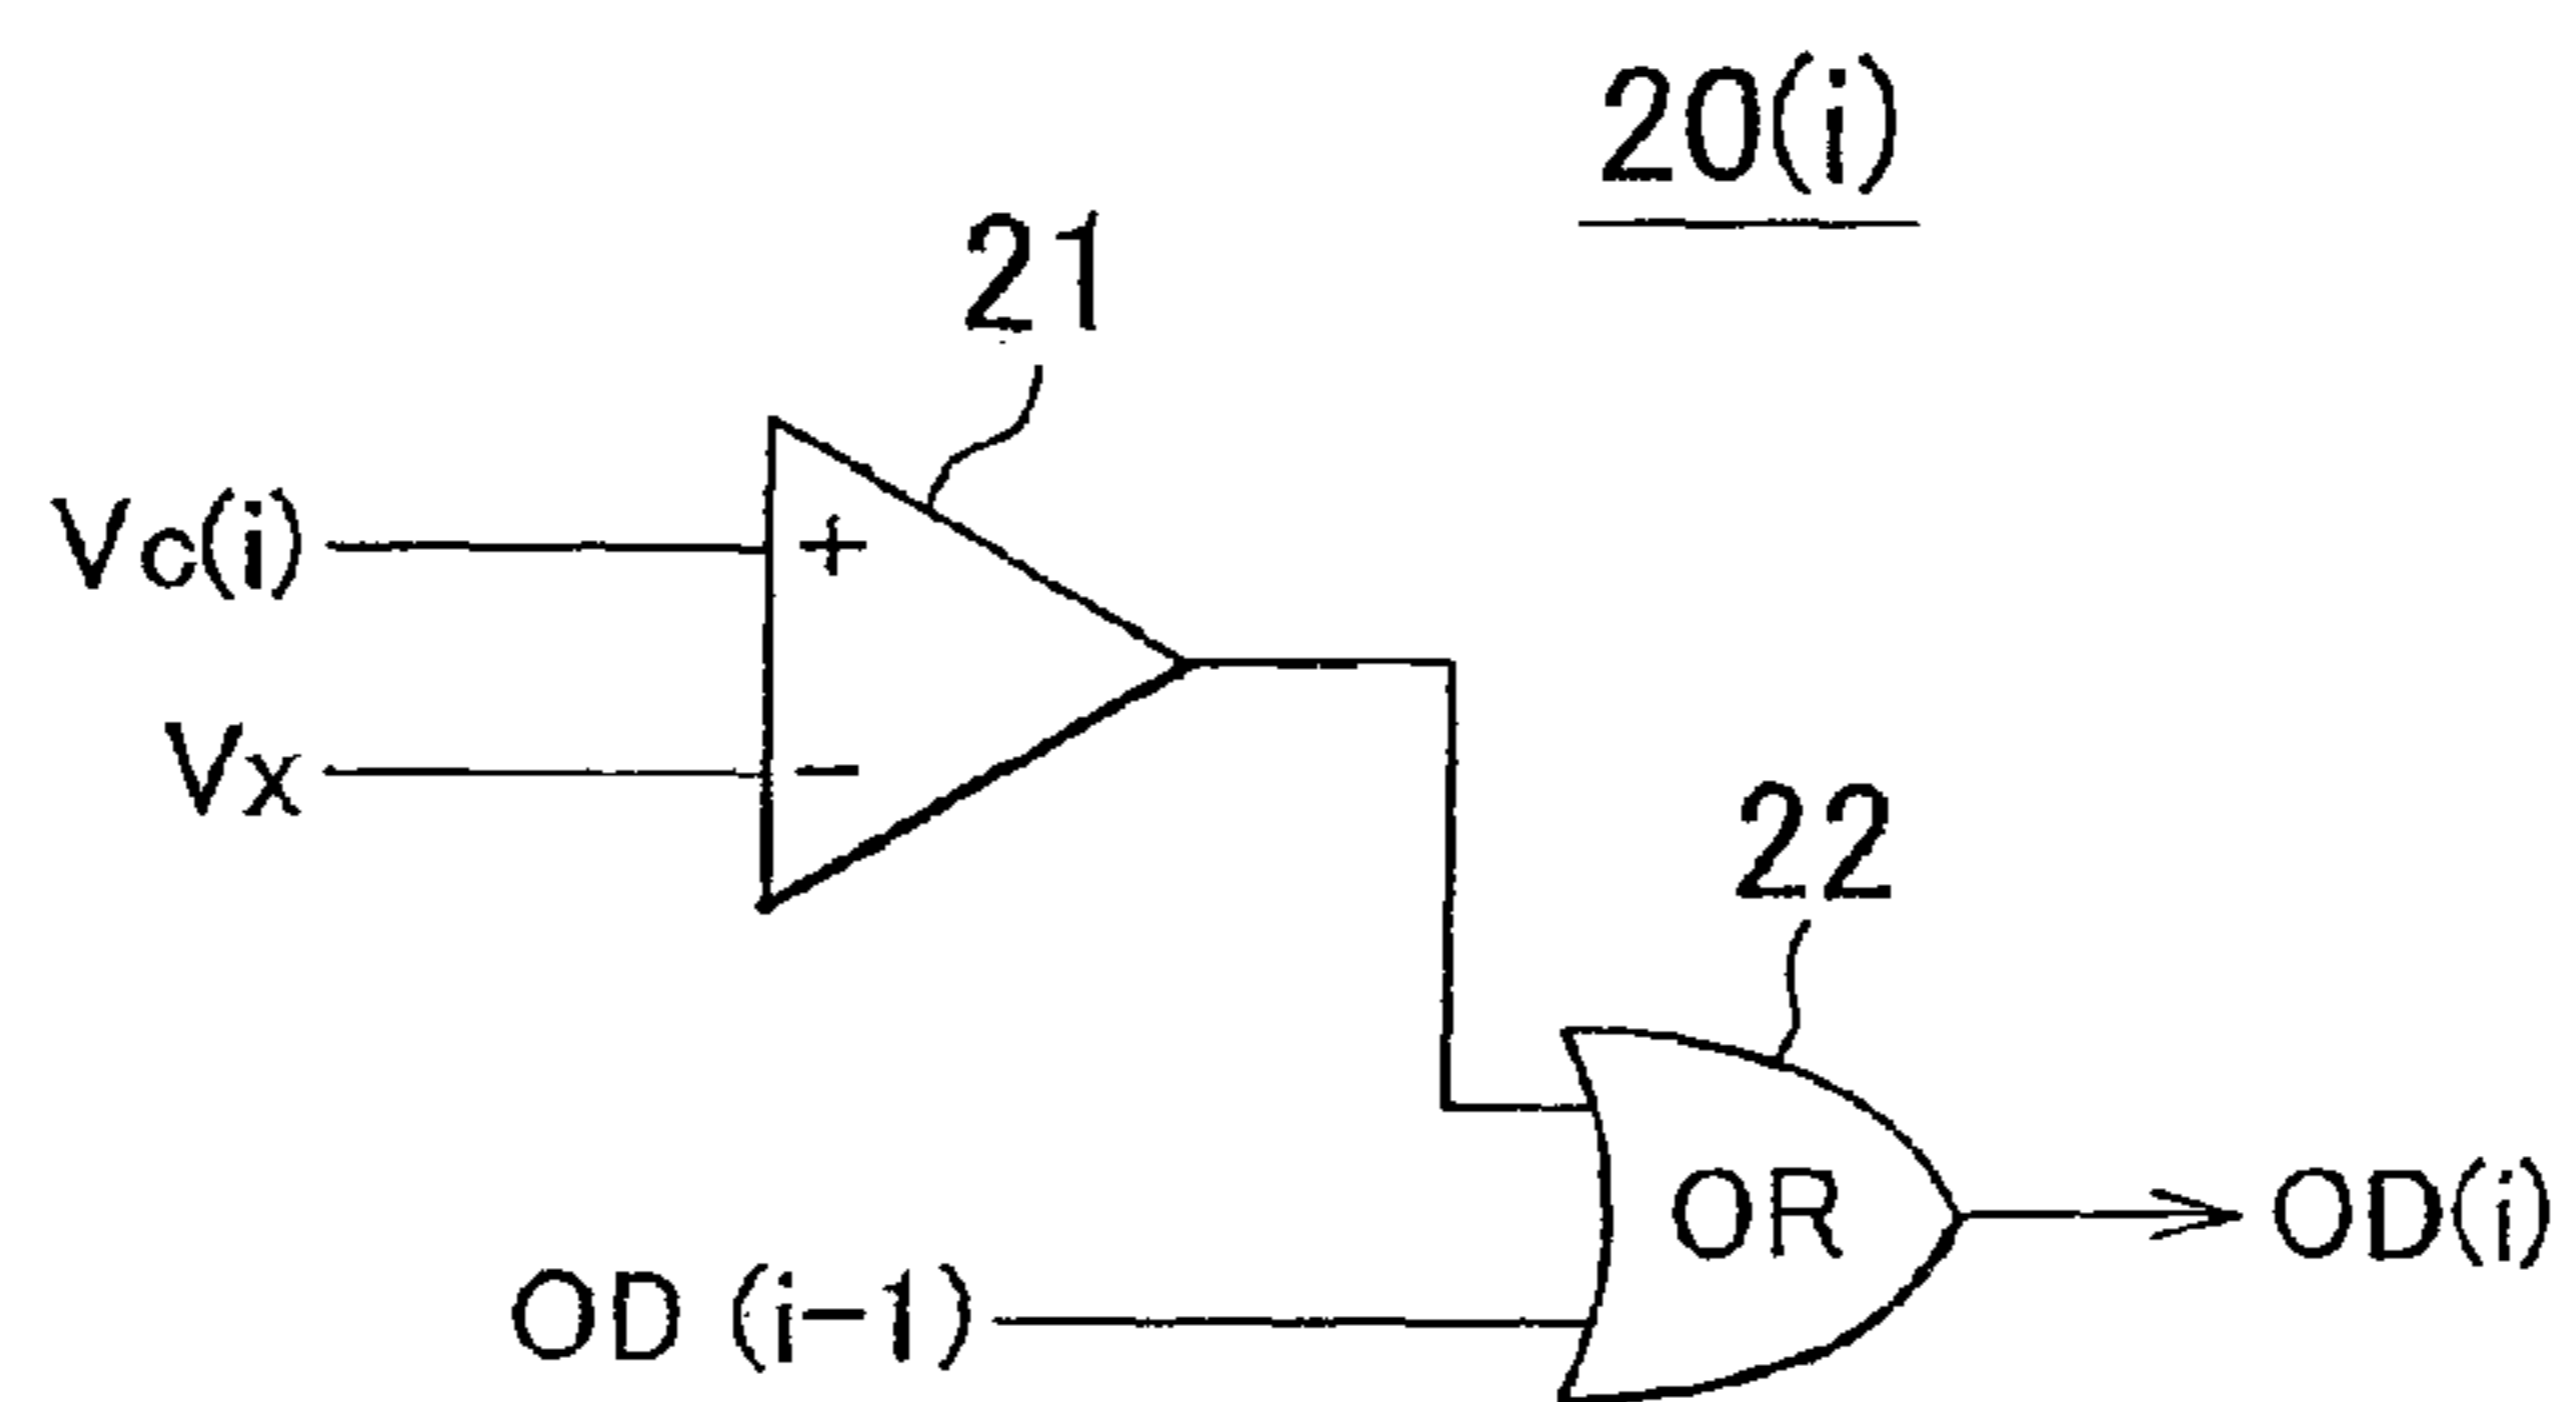 20(i)
21
Vc(i)
+
Vx
−
22
OR
OD(i)
OD (i−1)